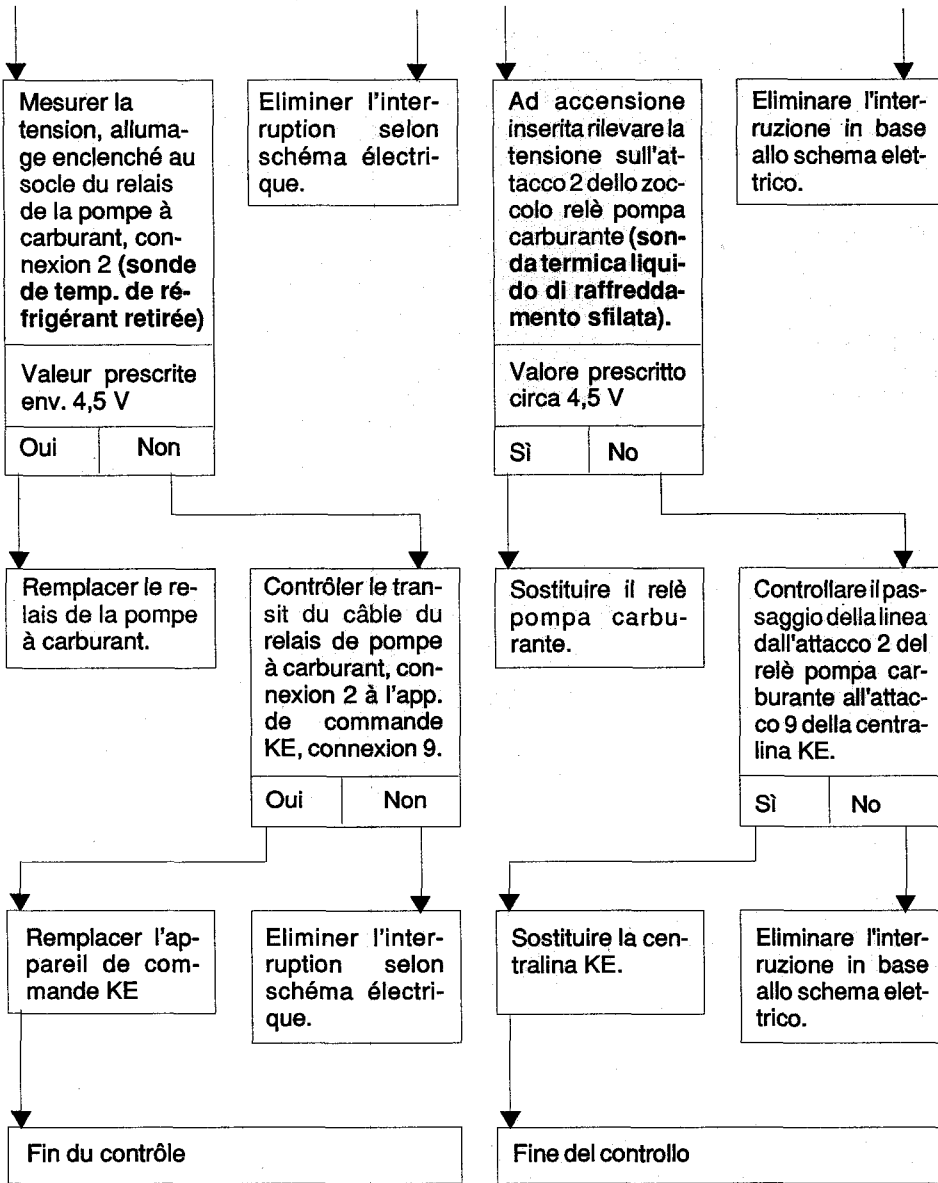 Mesurer la
tension, alluma-
ge enclenché au
socle du relais
de la pompe à
carburant, con-
nexion 2 (sonde
de temp. de ré-
frigérant retirée)
Valeur prescrite
env. 4,5 V
Oui Non
Eliminer l'inter-
ruption selon
schéma électri-
que.
Remplacer le re-
lais de la pompe
à carburant.
Contrôler le tran-
sit du câble du
relais de pompe
à carburant, con-
nexion 2 à l'app.
de commande
KE, connexion 9.
Oui Non
Remplacer l'ap-
pareil de com-
mande KE
Eliminer l'inter-
ruption selon
schéma électri-
que.
Fin du contrôle
Ad accensione
inserita rilevare la
tensione sull'at-
tacco 2 dello zoc-
colo relè pompa
carburante (son-
da termica liqui-
do di raffredda-
mento sfilata).
Valore prescritto
circa 4,5 V
Sì No
Eliminare l'inter-
ruzione in base
allo schema elet-
trico.
Sostituire il relè
pompa carbu-
rante.
Controllare il pas-
saggio della linea
dall'attacco 2 del
relè pompa car-
burante all'attac-
co 9 della centra-
lina KE.
Sì No
Sostituire la cen-
tralina KE.
Eliminare l'inter-
ruzione in base
allo schema elet-
trico.
Fine del controllo